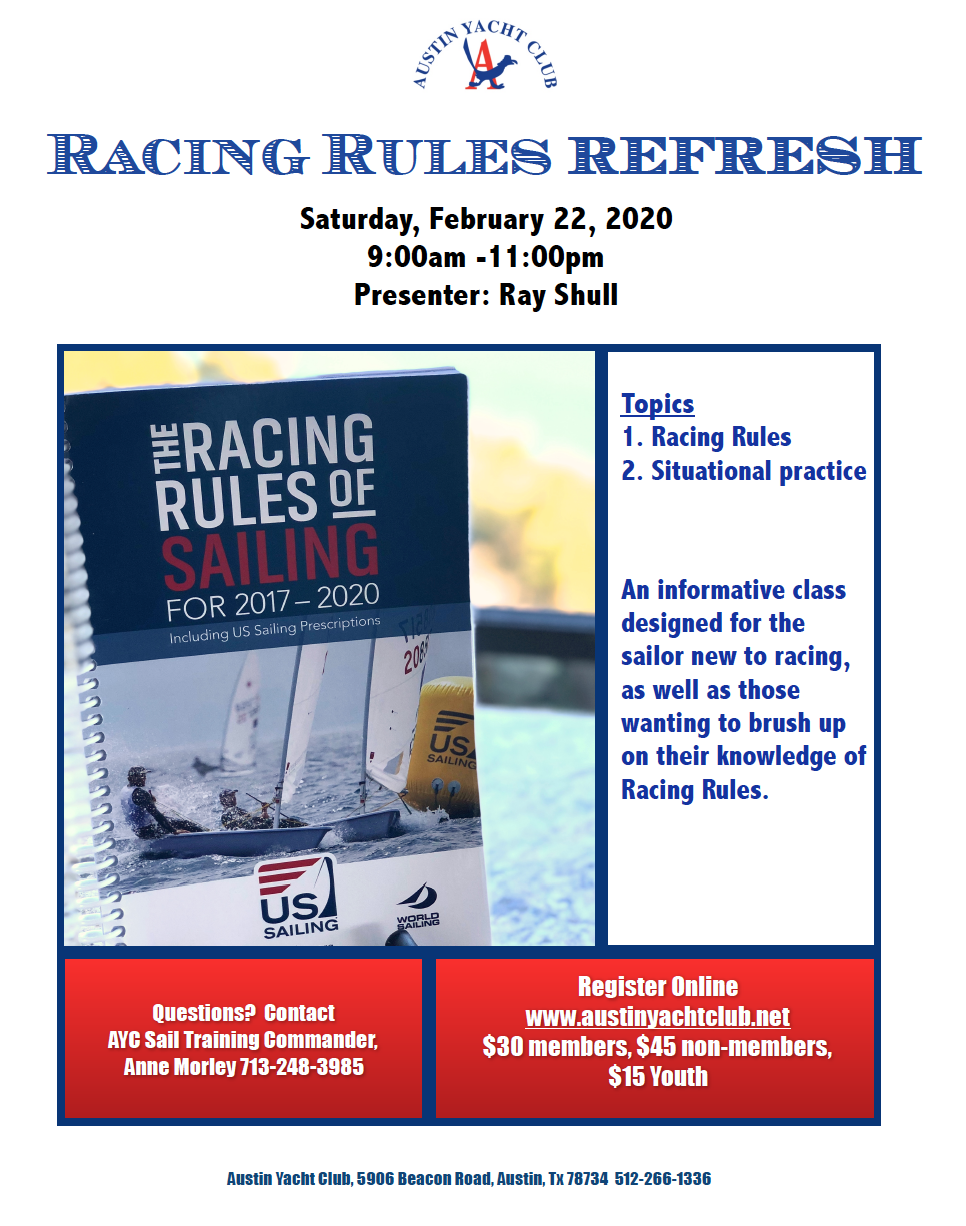 AUSTIN YACHT CLUB
A
RACING RULES REFRESH
Saturday, February 22, 2020
9:00am -11:00pm
Presenter: Ray Shull
THE RACING
RULES OF
SAILING
FOR 2017 – 2020
Including US Sailing Prescriptions
208
US
SAILING
US
SAILING
WORLD
SAILING
Topics
1. Racing Rules
2. Situational practice
An informative class
designed for the
sailor new to racing,
as well as those
wanting to brush up
on their knowledge of
Racing Rules.
Questions? Contact
AYC Sail Training Commander,
Anne Morley 713-248-3985
Register Online
www.austinyachtclub.net
$30 members, $45 non-members,
$15 Youth
Austin Yacht Club, 5906 Beacon Road, Austin, Tx 78734 512-266-1336